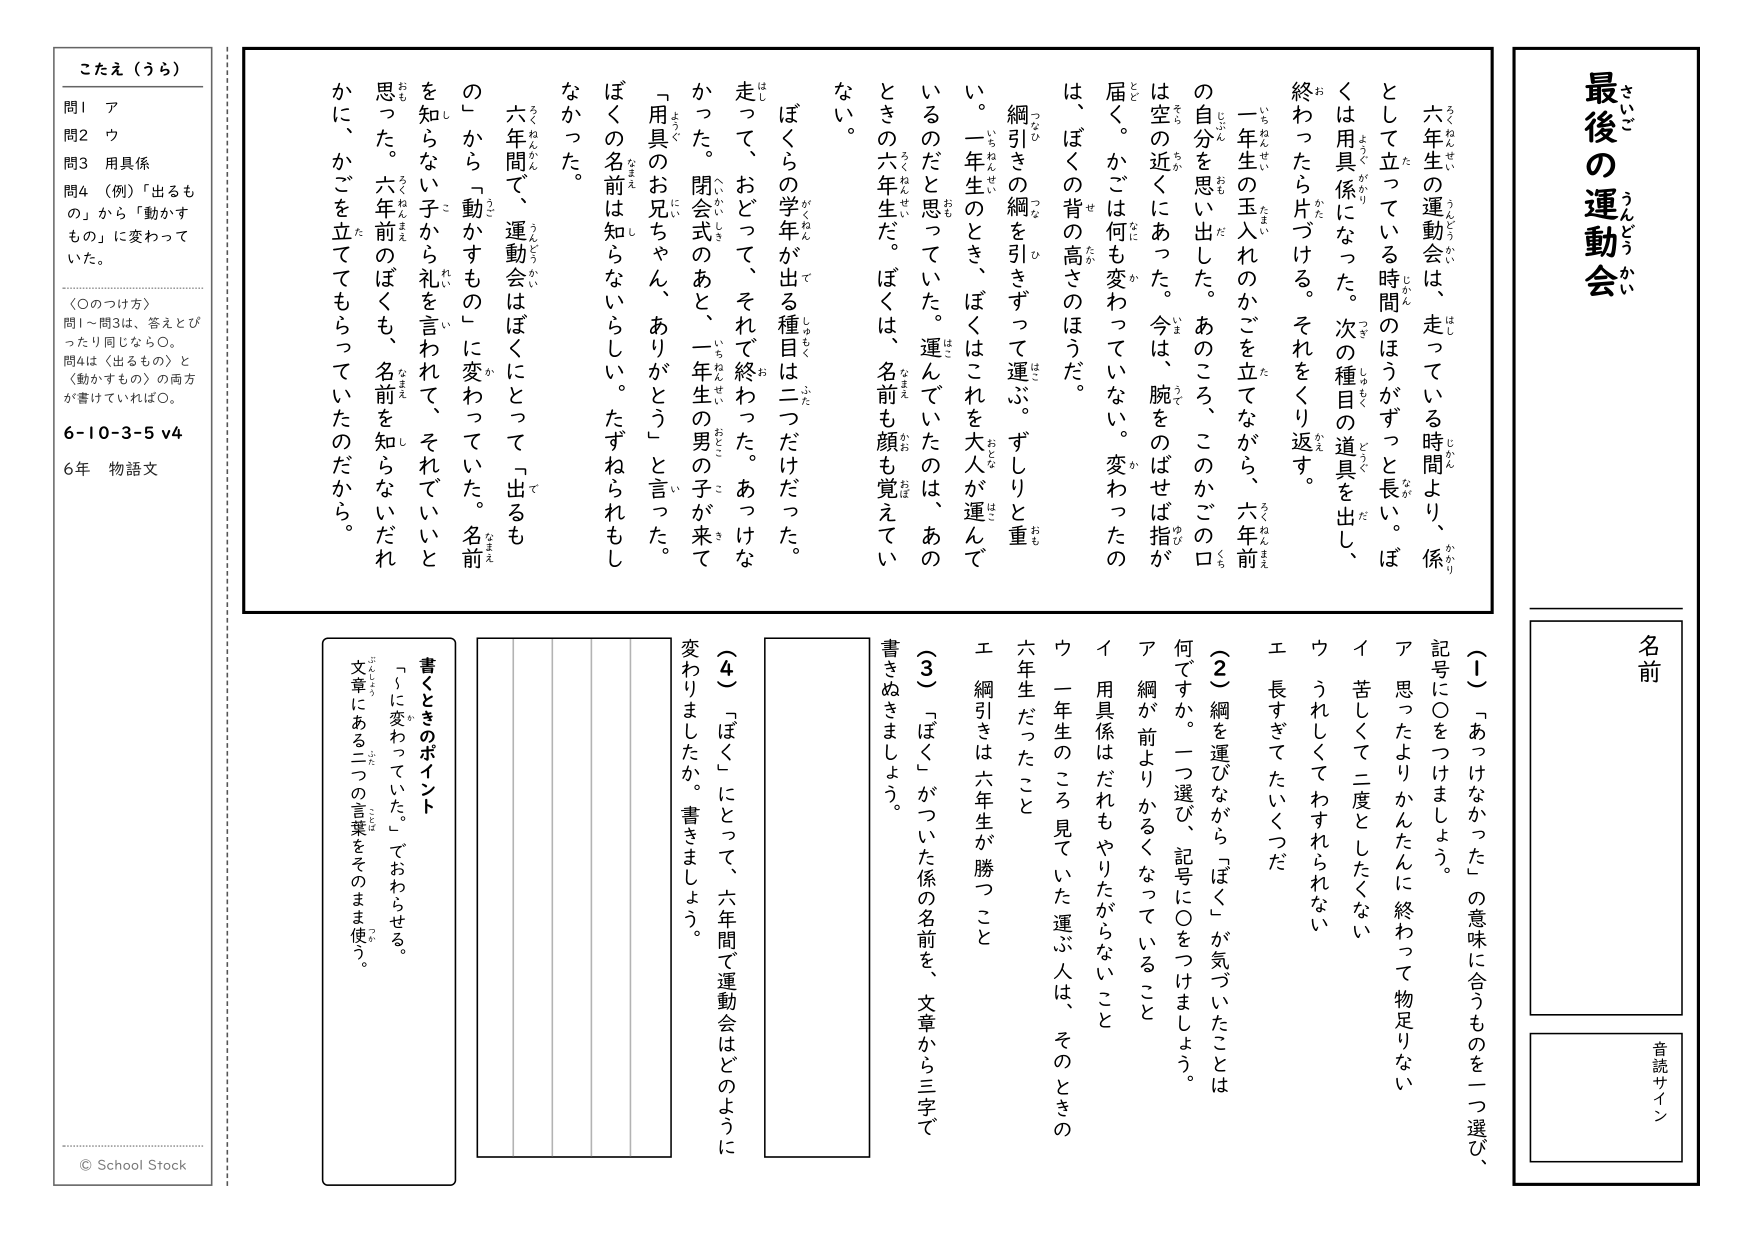 最後の運動会
名前
音読サイン
六年生の運動会は、走っている時間より、係
として立っている時間のほうがずっと長い。ぼ
くは用具係になった。次の種目の道具を出し、
終わったら片づける。それをくり返す。
一年生の玉入れのかごを立てながら、六年前
の自分を思い出した。あのころ、このかごの口
は空の近くにあった。今は、腕をのばせば指が
届く。かごは何も変わっていない。変わったの
は、ぼくの背の高さのほうだ。
綱引きの綱を引きずって運ぶ。ずしりと重
い。一年生のとき、ぼくはこれを大人が運んで
いるのだと思っていた。運んでいたのは、あの
ときの六年生だ。ぼくは、名前も顔も覚えてい
ない。
ぼくらの学年が出る種目は二つだけだった。
走って、おどって、それで終わった。あっけな
かった。閉会式のあと、一年生の男の子が来て
「用具のお兄ちゃん、ありがとう」と言った。
ぼくの名前は知らないらしい。たずねられもし
なかった。
六年間で、運動会はぼくにとって「出るも
の」から「動かすもの」に変わっていた。名前
を知らない子から礼を言われて、それでいいと
思った。六年前のぼくも、名前を知らないだれ
かに、かごを立ててもらっていたのだから。
(1)「あっけなかった」の意味に合うものを一つ選び、
記号に〇をつけましょう。
ア 思ったより かんたんに 終わって 物足りない
イ 苦しくて 二度と したくない
ウ うれしくて わすれられない
エ 長すぎて たいくつだ
(2) 綱を運びながら「ぼく」が気づいたことは
何ですか。一つ選び、記号に〇をつけましょう。
ア 綱が 前より かるく なって いる こと
イ 用具係は だれも やりたがらない こと
ウ 一年生の ころ 見て いた 運ぶ 人は、そのときの
六年生 だった こと
エ 綱引きは 六年生が 勝つ こと
(3)「ぼく」がついた係の名前を、文章から三字で
書きぬきましょう。
(4)「ぼく」にとって、六年間で運動会はどのように
変わりましたか。書きましょう。
書くときのポイント
「〜に変わっていた。」でおわらせる。
文章にある二つの言葉をそのまま使う。
こたえ（うら）
問1 ア
問2 ウ
問3 用具係
問4 （例）「出るも
の」から「動かす
もの」に変わって
いた。
〈〇のつけ方〉
問1〜問3は、答えとぴ
ったり同じなら〇。
問4は〈出るもの〉と
〈動かすもの〉の両方
が書けていれば〇。
6-10-3-5 v4
6年 物語文
© School Stock